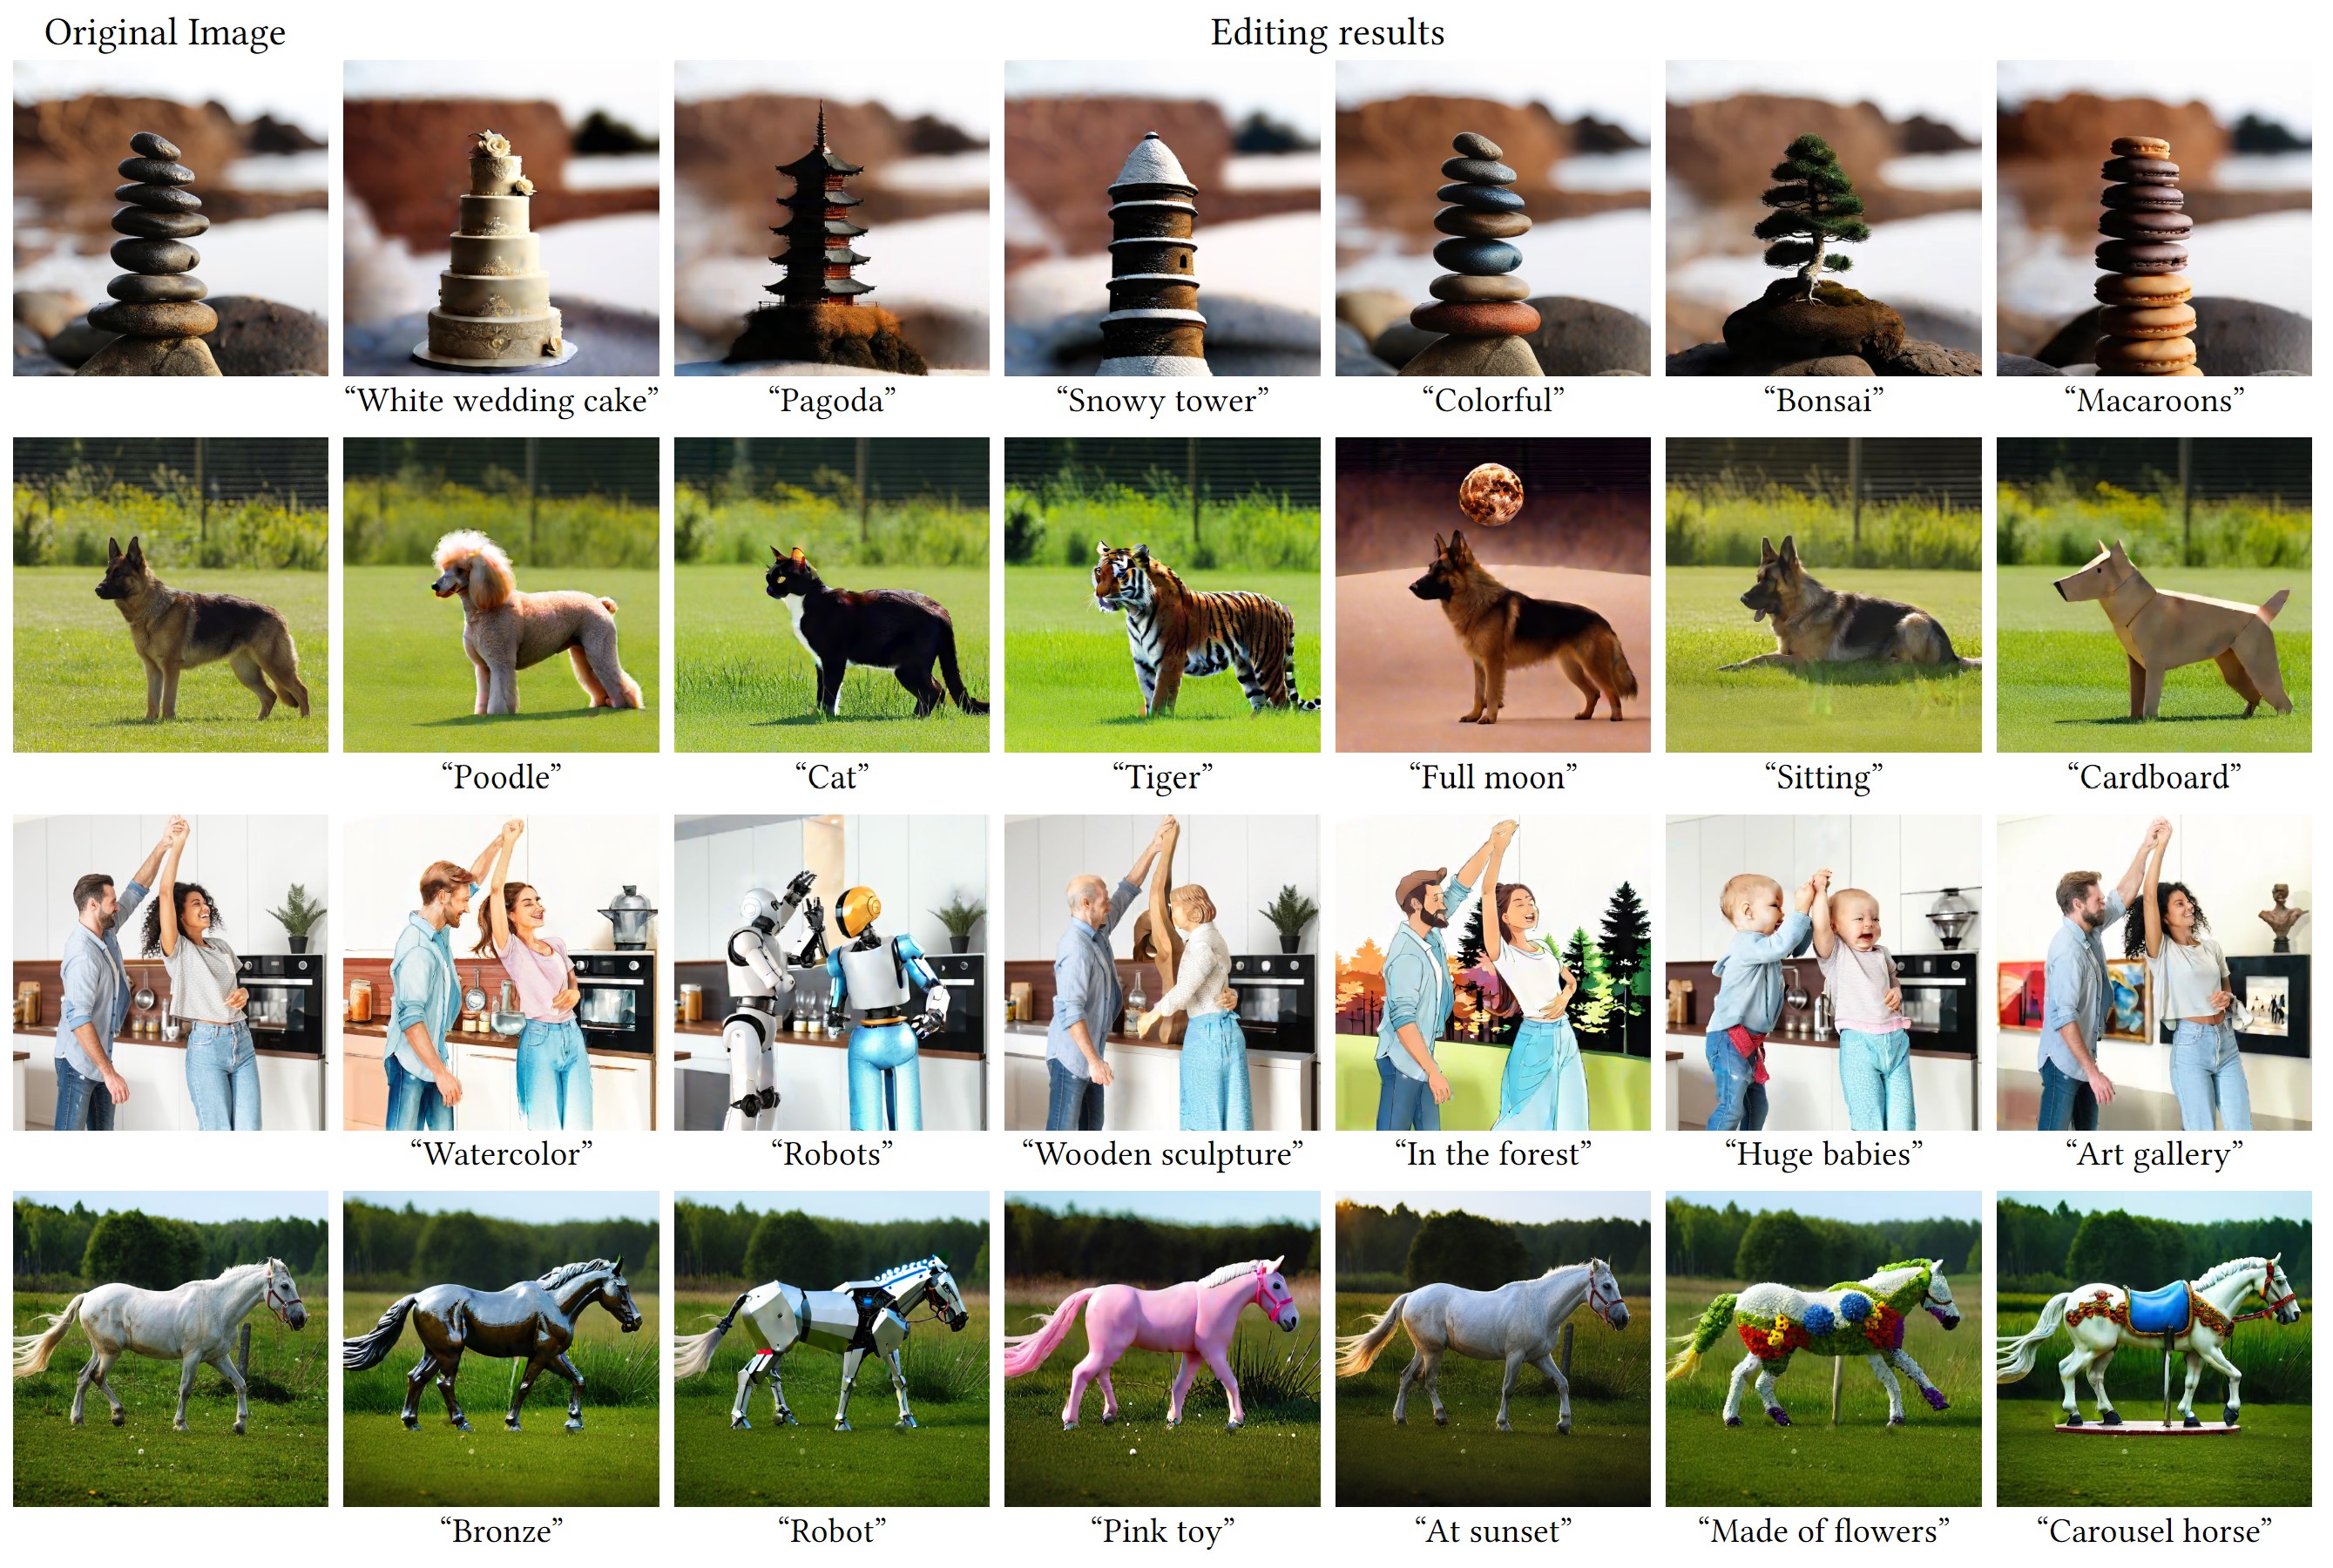 Original Image
Editing results
“White wedding cake”
“Pagoda”
“Snowy tower”
“Colorful”
“Bonsai”
“Macaroons”
“Poodle”
“Cat”
“Tiger”
“Full moon”
“Sitting”
“Cardboard”
“Watercolor”
“Robots”
“Wooden sculpture”
“In the forest”
“Huge babies”
“Art gallery”
“Bronze”
“Robot”
“Pink toy”
“At sunset”
“Made of flowers”
“Carousel horse”